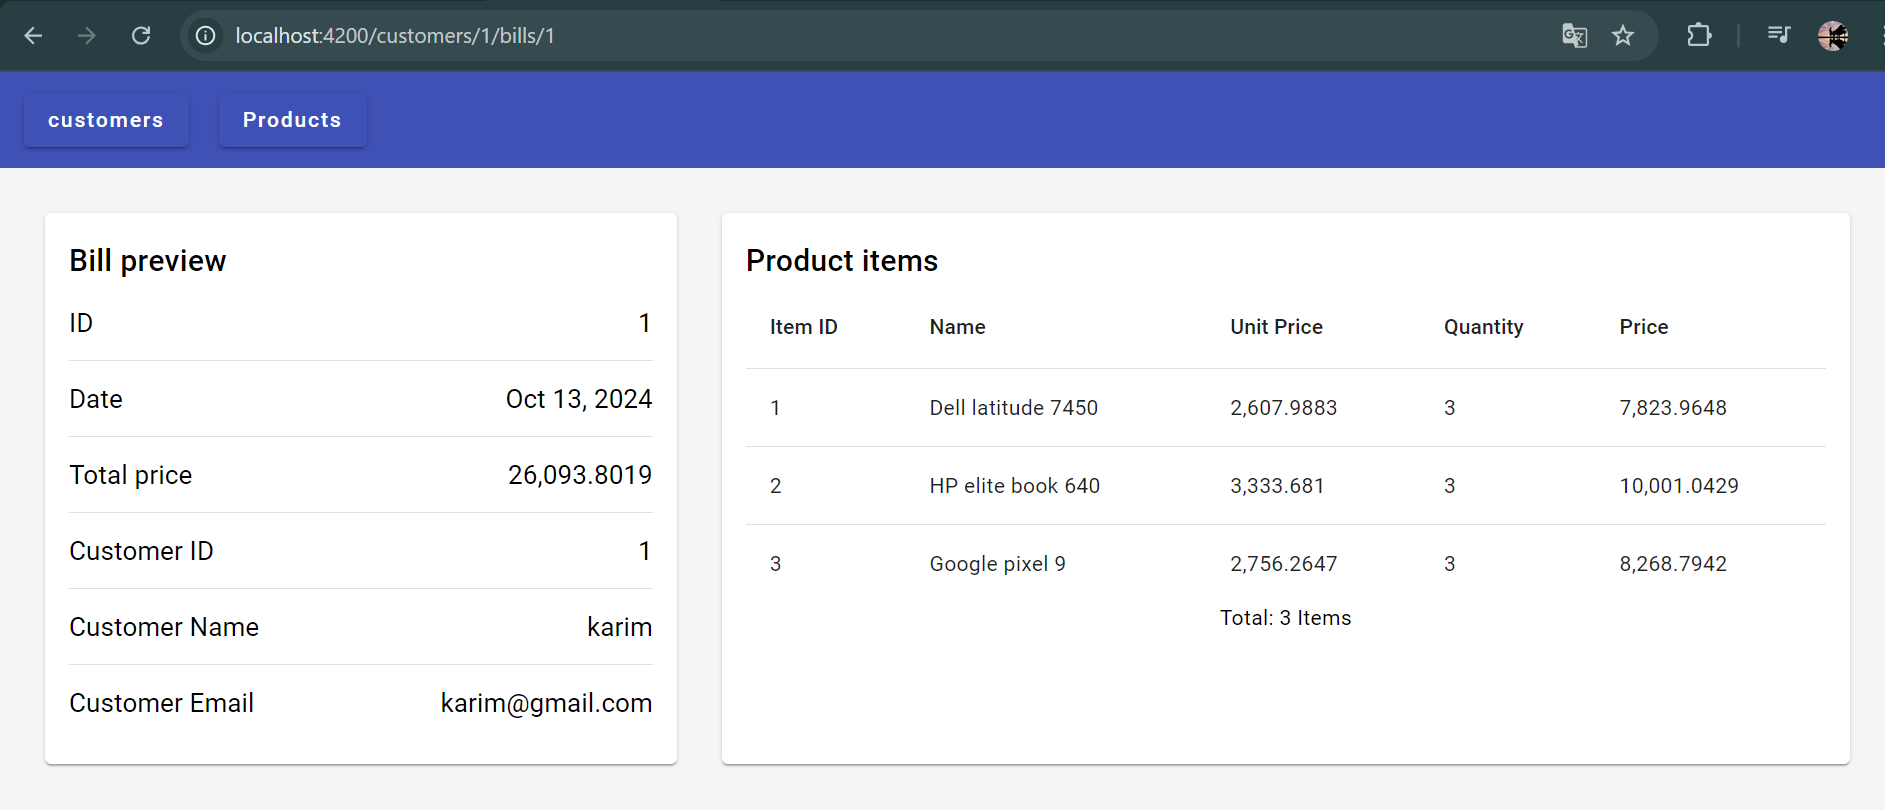 localhost:4200/customers/1/bills/1
customers Products
Bill preview
ID 1
Date Oct 13, 2024
Total price 26,093.8019
Customer ID 1
Customer Name karim
Customer Email karim@gmail.com
Product items
Item ID Name Unit Price Quantity Price
1 Dell latitude 7450 2,607.9883 3 7,823.9648
2 HP elite book 640 3,333.681 3 10,001.0429
3 Google pixel 9 2,756.2647 3 8,268.7942
Total: 3 Items